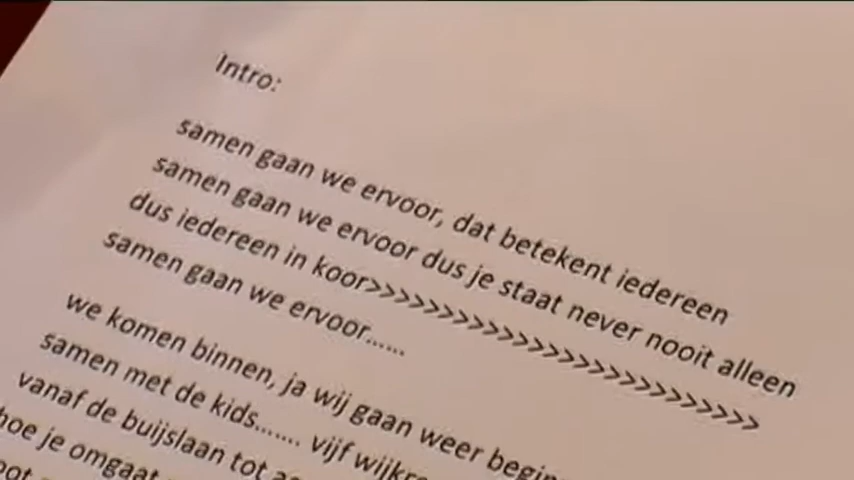 Intro:
samen gaan we ervoor, dat betekent iedereen
samen gaan we ervoor dus je staat never nooit alleen
dus iedereen in koor>>>>>>>>>>>>>>>>>>>>>>>>>>>
samen gaan we ervoor......
we komen binnen, ja wij gaan weer
samen met de kids....... vijf
vanaf de buijslaan tot
hoe je omgaat